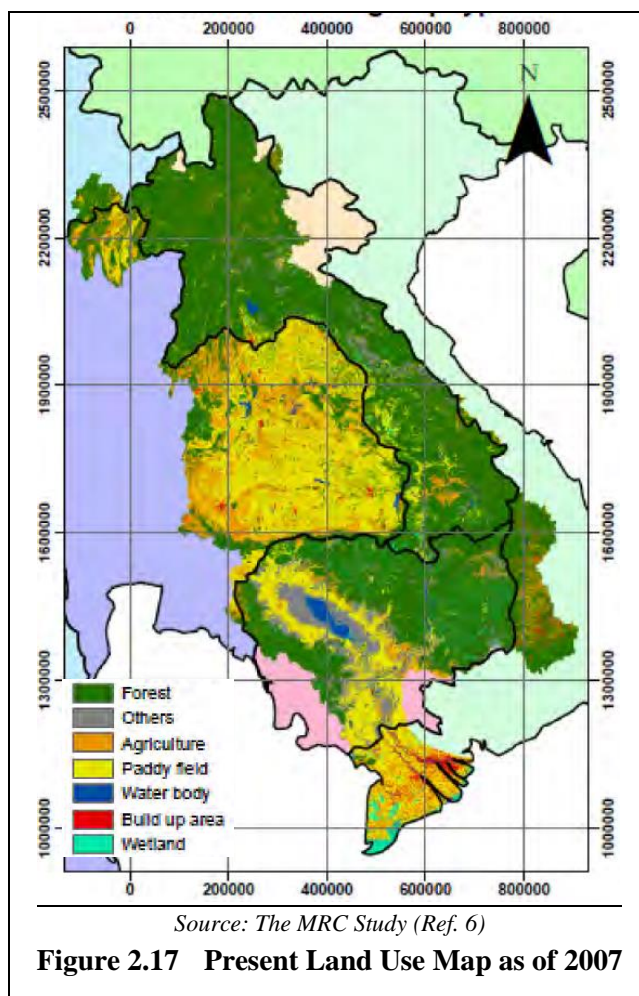 0 200000 400000 600000 800000
N
2500000 2500000
2200000 2200000
1900000 1900000
1600000 1600000
1300000 1300000
1000000 1000000
Forest
Others
Agriculture
Paddy field
Water body
Build up area
Wetland
0 200000 400000 600000 800000
Source: The MRC Study (Ref. 6)
Figure 2.17 Present Land Use Map as of 2007